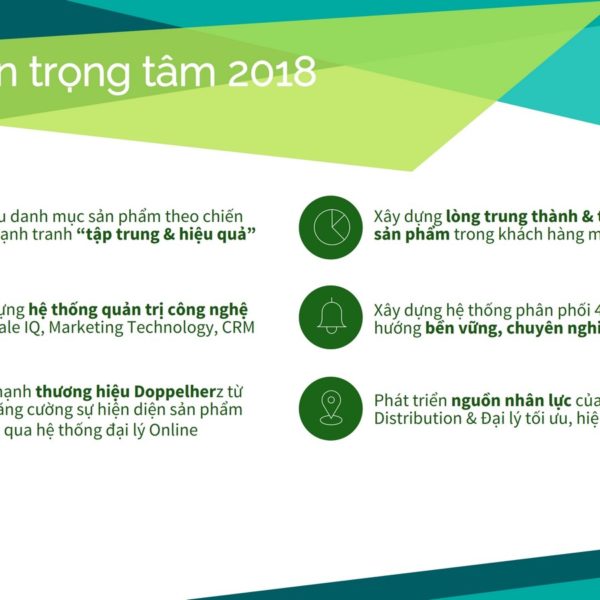 n trọng tâm 2018
u danh mục sản phẩm theo chiến
ạnh tranh “tập trung & hiệu quả”
ựng hệ thống quản trị công nghệ
ale IQ, Marketing Technology, CRM
mạnh thương hiệu Doppelherz từ
ăng cường sự hiện diện sản phẩm
qua hệ thống đại lý Online
Xây dựng lòng trung thành & t
sản phẩm trong khách hàng m
Xây dựng hệ thống phân phối 4
hướng bền vững, chuyên nghi
Phát triển nguồn nhân lực của
Distribution & Đại lý tối ưu, hiệ